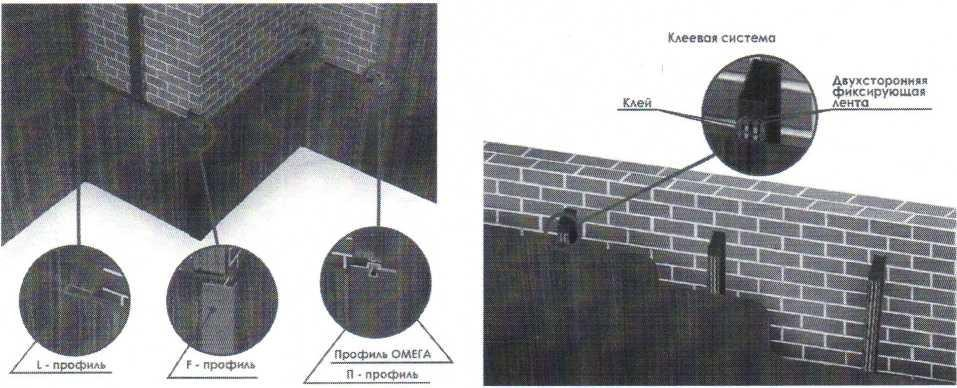 L - профиль
F - профиль
Профиль ОМЕГА
П - профиль
Клеевая система
Клей
Двухсторонняя
фиксирующая
лента